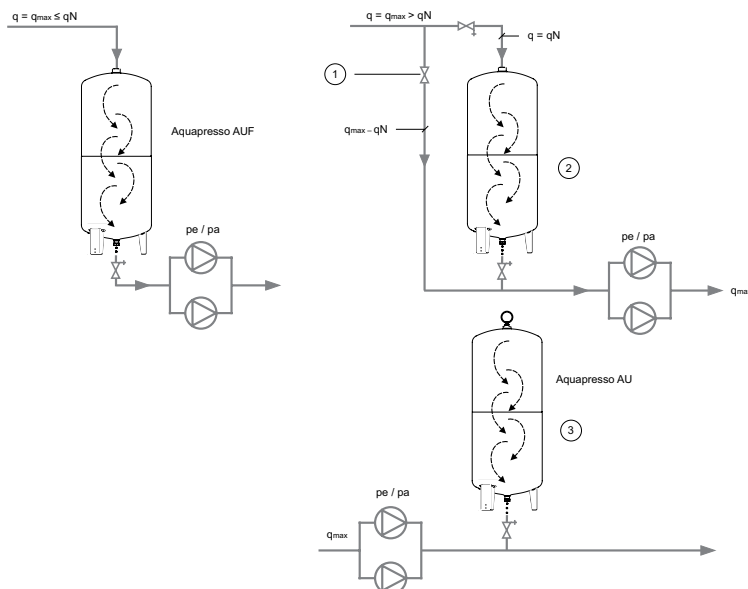 q = qmax ≤ qN
Aquapresso AUF
pe / pa
q = qmax > qN
q = qN
1
qmax – qN
2
pe / pa
qma
Aquapresso AU
3
pe / pa
qmax